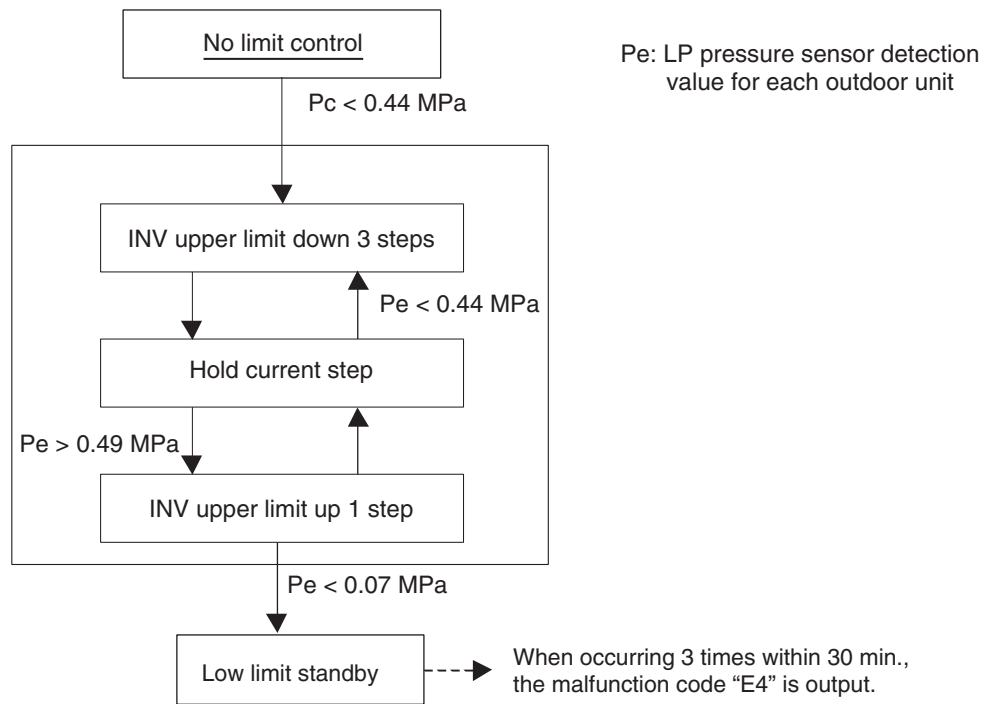 No limit control
Pe: LP pressure sensor detection
value for each outdoor unit
Pc < 0.44 MPa
INV upper limit down 3 steps
Pe < 0.44 MPa
Hold current step
Pe > 0.49 MPa
INV upper limit up 1 step
Pe < 0.07 MPa
Low limit standby
When occurring 3 times within 30 min.,
the malfunction code “E4” is output.